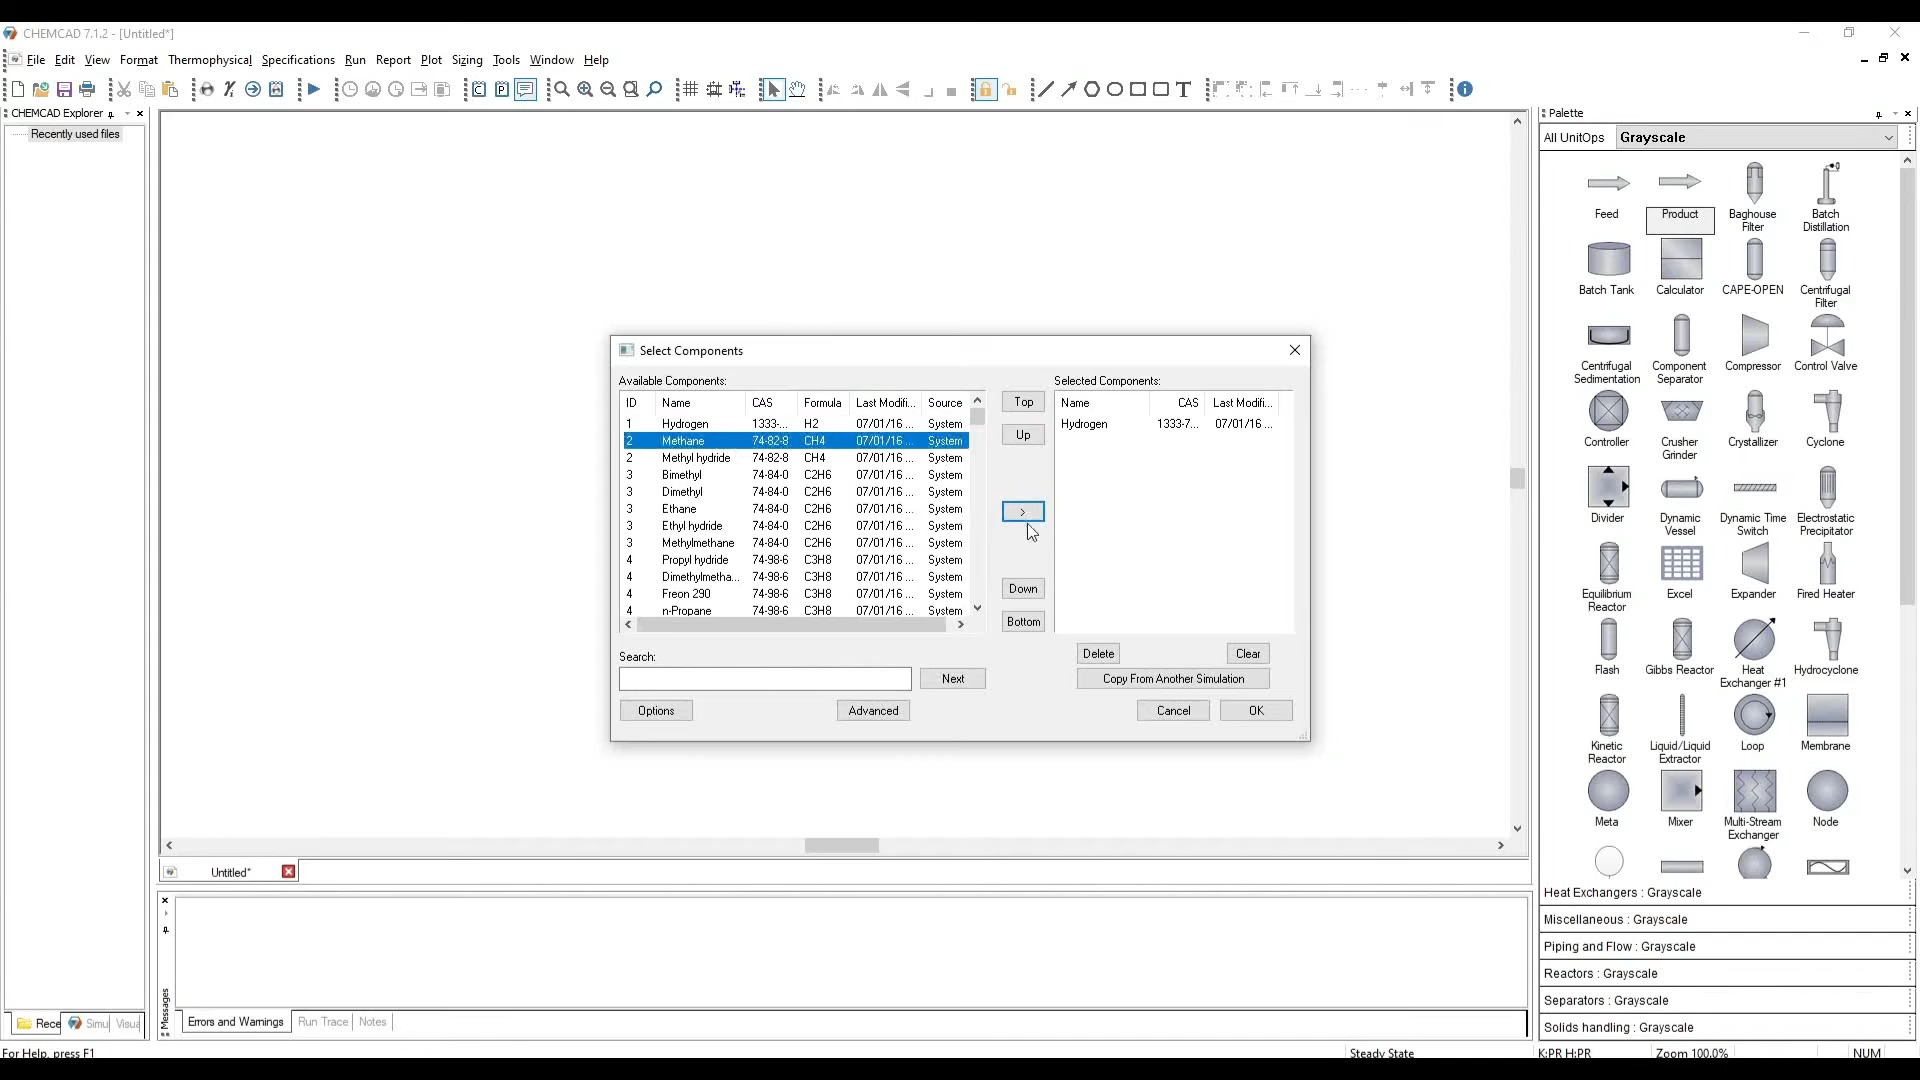 CHEMCAD 7.1.2 - [Untitled*]
File Edit View Format Thermophysical Specifications Run Report Plot Sizing Tools Window Help
CHEMCAD Explorer
Recently used files
Palette
All UnitOps Grayscale
Feed Product Baghouse Filter Batch Distillation
Batch Tank Calculator CAPE-OPEN Centrifugal Filter
Centrifugal Sedimentation Component Separator Compressor Control Valve
Controller Crusher Grinder Crystallizer Cyclone
Divider Dynamic Vessel Dynamic Time Switch Electrostatic Precipitator
Equilibrium Reactor Excel Expander Fired Heater
Flash Gibbs Reactor Heat Exchanger #1 Hydrocyclone
Kinetic Reactor Liquid/Liquid Extractor Loop Membrane
Meta Mixer Multi-Stream Exchanger Node
Heat Exchangers : Grayscale
Miscellaneous : Grayscale
Piping and Flow : Grayscale
Reactors : Grayscale
Separators : Grayscale
Solids handling : Grayscale
Select Components
Available Components:
ID Name CAS Formula Last Modifi... Source
1 Hydrogen 1333-... H2 07/01/16 ... System
2 Methane 74-82-8 CH4 07/01/16 ... System
2 Methyl hydride 74-82-8 CH4 07/01/16 ... System
3 Bimethyl 74-84-0 C2H6 07/01/16 ... System
3 Dimethyl 74-84-0 C2H6 07/01/16 ... System
3 Ethane 74-84-0 C2H6 07/01/16 ... System
3 Ethyl hydride 74-84-0 C2H6 07/01/16 ... System
3 Methylmethane 74-84-0 C2H6 07/01/16 ... System
4 Propyl hydride 74-98-6 C3H8 07/01/16 ... System
4 Dimethylmetha... 74-98-6 C3H8 07/01/16 ... System
4 Freon 290 74-98-6 C3H8 07/01/16 ... System
4 n-Propane 74-98-6 C3H8 07/01/16 ... System
Top
Up
>
Down
Bottom
Selected Components:
Name CAS Last Modifi...
Hydrogen 1333-7... 07/01/16 ...
Search:
Next
Options
Advanced
Delete
Clear
Copy From Another Simulation
Cancel
OK
Untitled*
Messages
Errors and Warnings Run Trace Notes
Rece Simu Visua
For Help, press F1
Steady State
K:PR H:PR
Zoom 100.0%
NUM